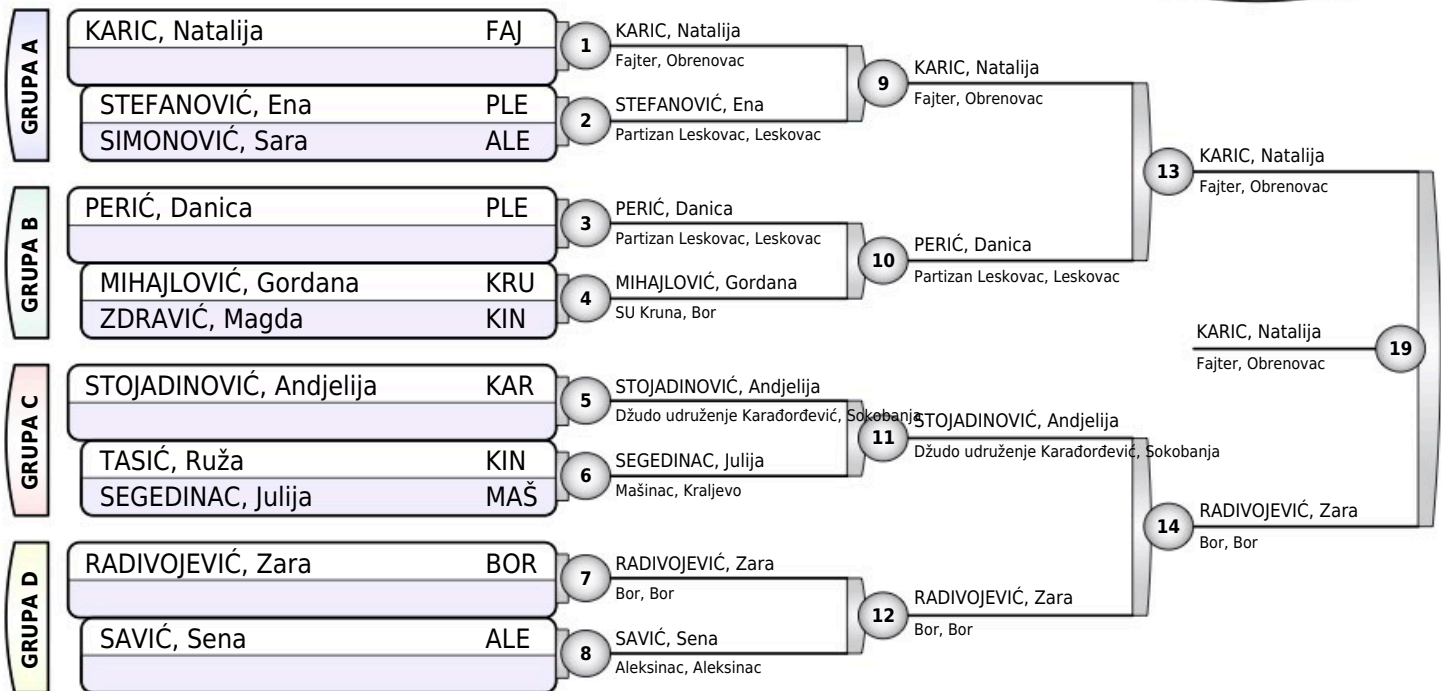 GRUPA A
KARIC, Natalija FAJ
STEFANOVIĆ, Ena PLE
SIMONOVIĆ, Sara ALE
GRUPA B
PERIĆ, Danica PLE
MIHAJLOVIĆ, Gordana KRU
ZDRAVIĆ, Magda KIN
GRUPA C
STOJADINOVIĆ, Andjelija KAR
TASIĆ, Ruža KIN
SEGEDINAC, Julija MAŠ
GRUPA D
RADIVOJEVIĆ, Zara BOR
SAVIĆ, Sena ALE
1
KARIC, Natalija
Fajter, Obrenovac
2
STEFANOVIĆ, Ena
Partizan Leskovac, Leskovac
3
PERIĆ, Danica
Partizan Leskovac, Leskovac
4
MIHAJLOVIĆ, Gordana
SU Kruna, Bor
5
STOJADINOVIĆ, Andjelija
Džudo udruženje Karađorđević, Sokobanja
6
SEGEDINAC, Julija
Mašinac, Kraljevo
7
RADIVOJEVIĆ, Zara
Bor, Bor
8
SAVIĆ, Sena
Aleksinac, Aleksinac
9
KARIC, Natalija
Fajter, Obrenovac
10
PERIĆ, Danica
Partizan Leskovac, Leskovac
11
STOJADINOVIĆ, Andjelija
Džudo udruženje Karađorđević, Sokobanja
12
RADIVOJEVIĆ, Zara
Bor, Bor
13
KARIC, Natalija
Fajter, Obrenovac
14
RADIVOJEVIĆ, Zara
Bor, Bor
KARIC, Natalija
Fajter, Obrenovac
19